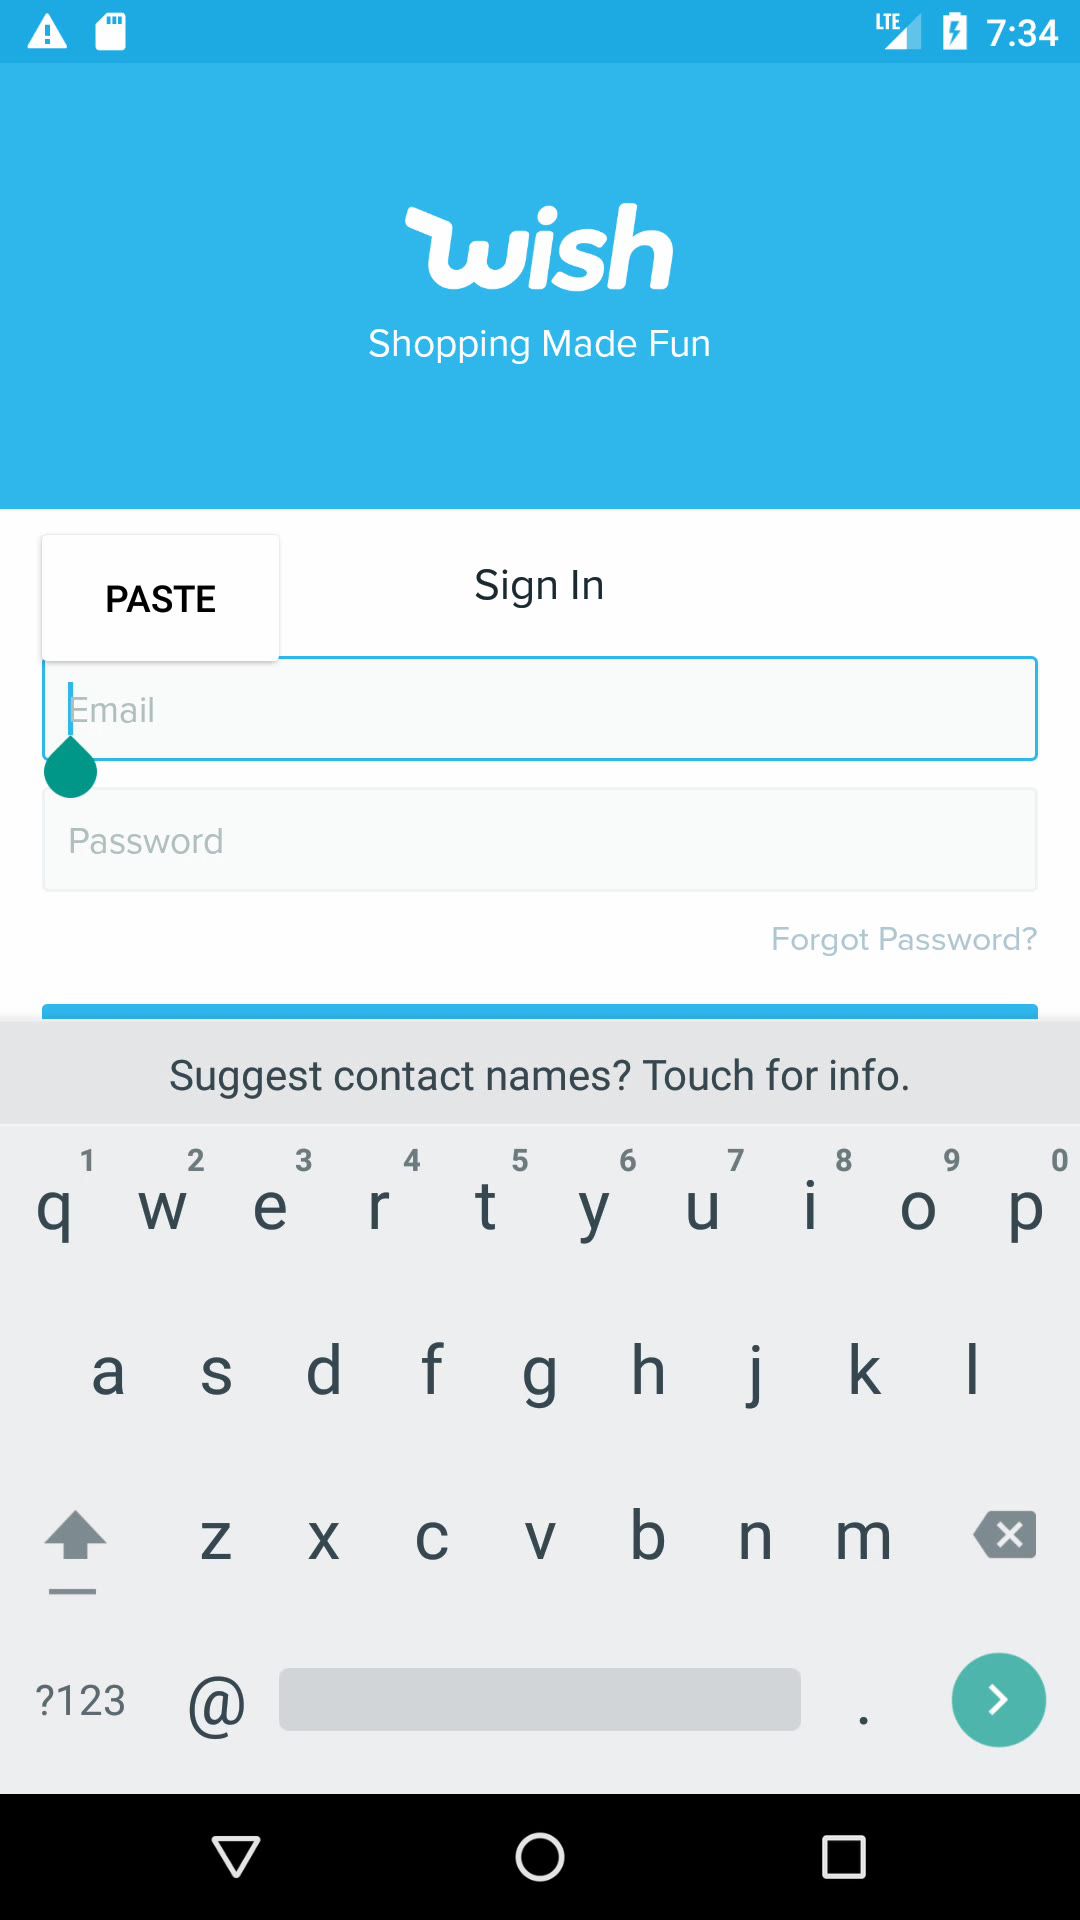 LTE 7:34
wish
Shopping Made Fun
PASTE
Sign In
Email
Password
Forgot Password?
Suggest contact names? Touch for info.
1 2 3 4 5 6 7 8 9 0
q w e r t y u i o p
a s d f g h j k l
z x c v b n m
?123 @ .